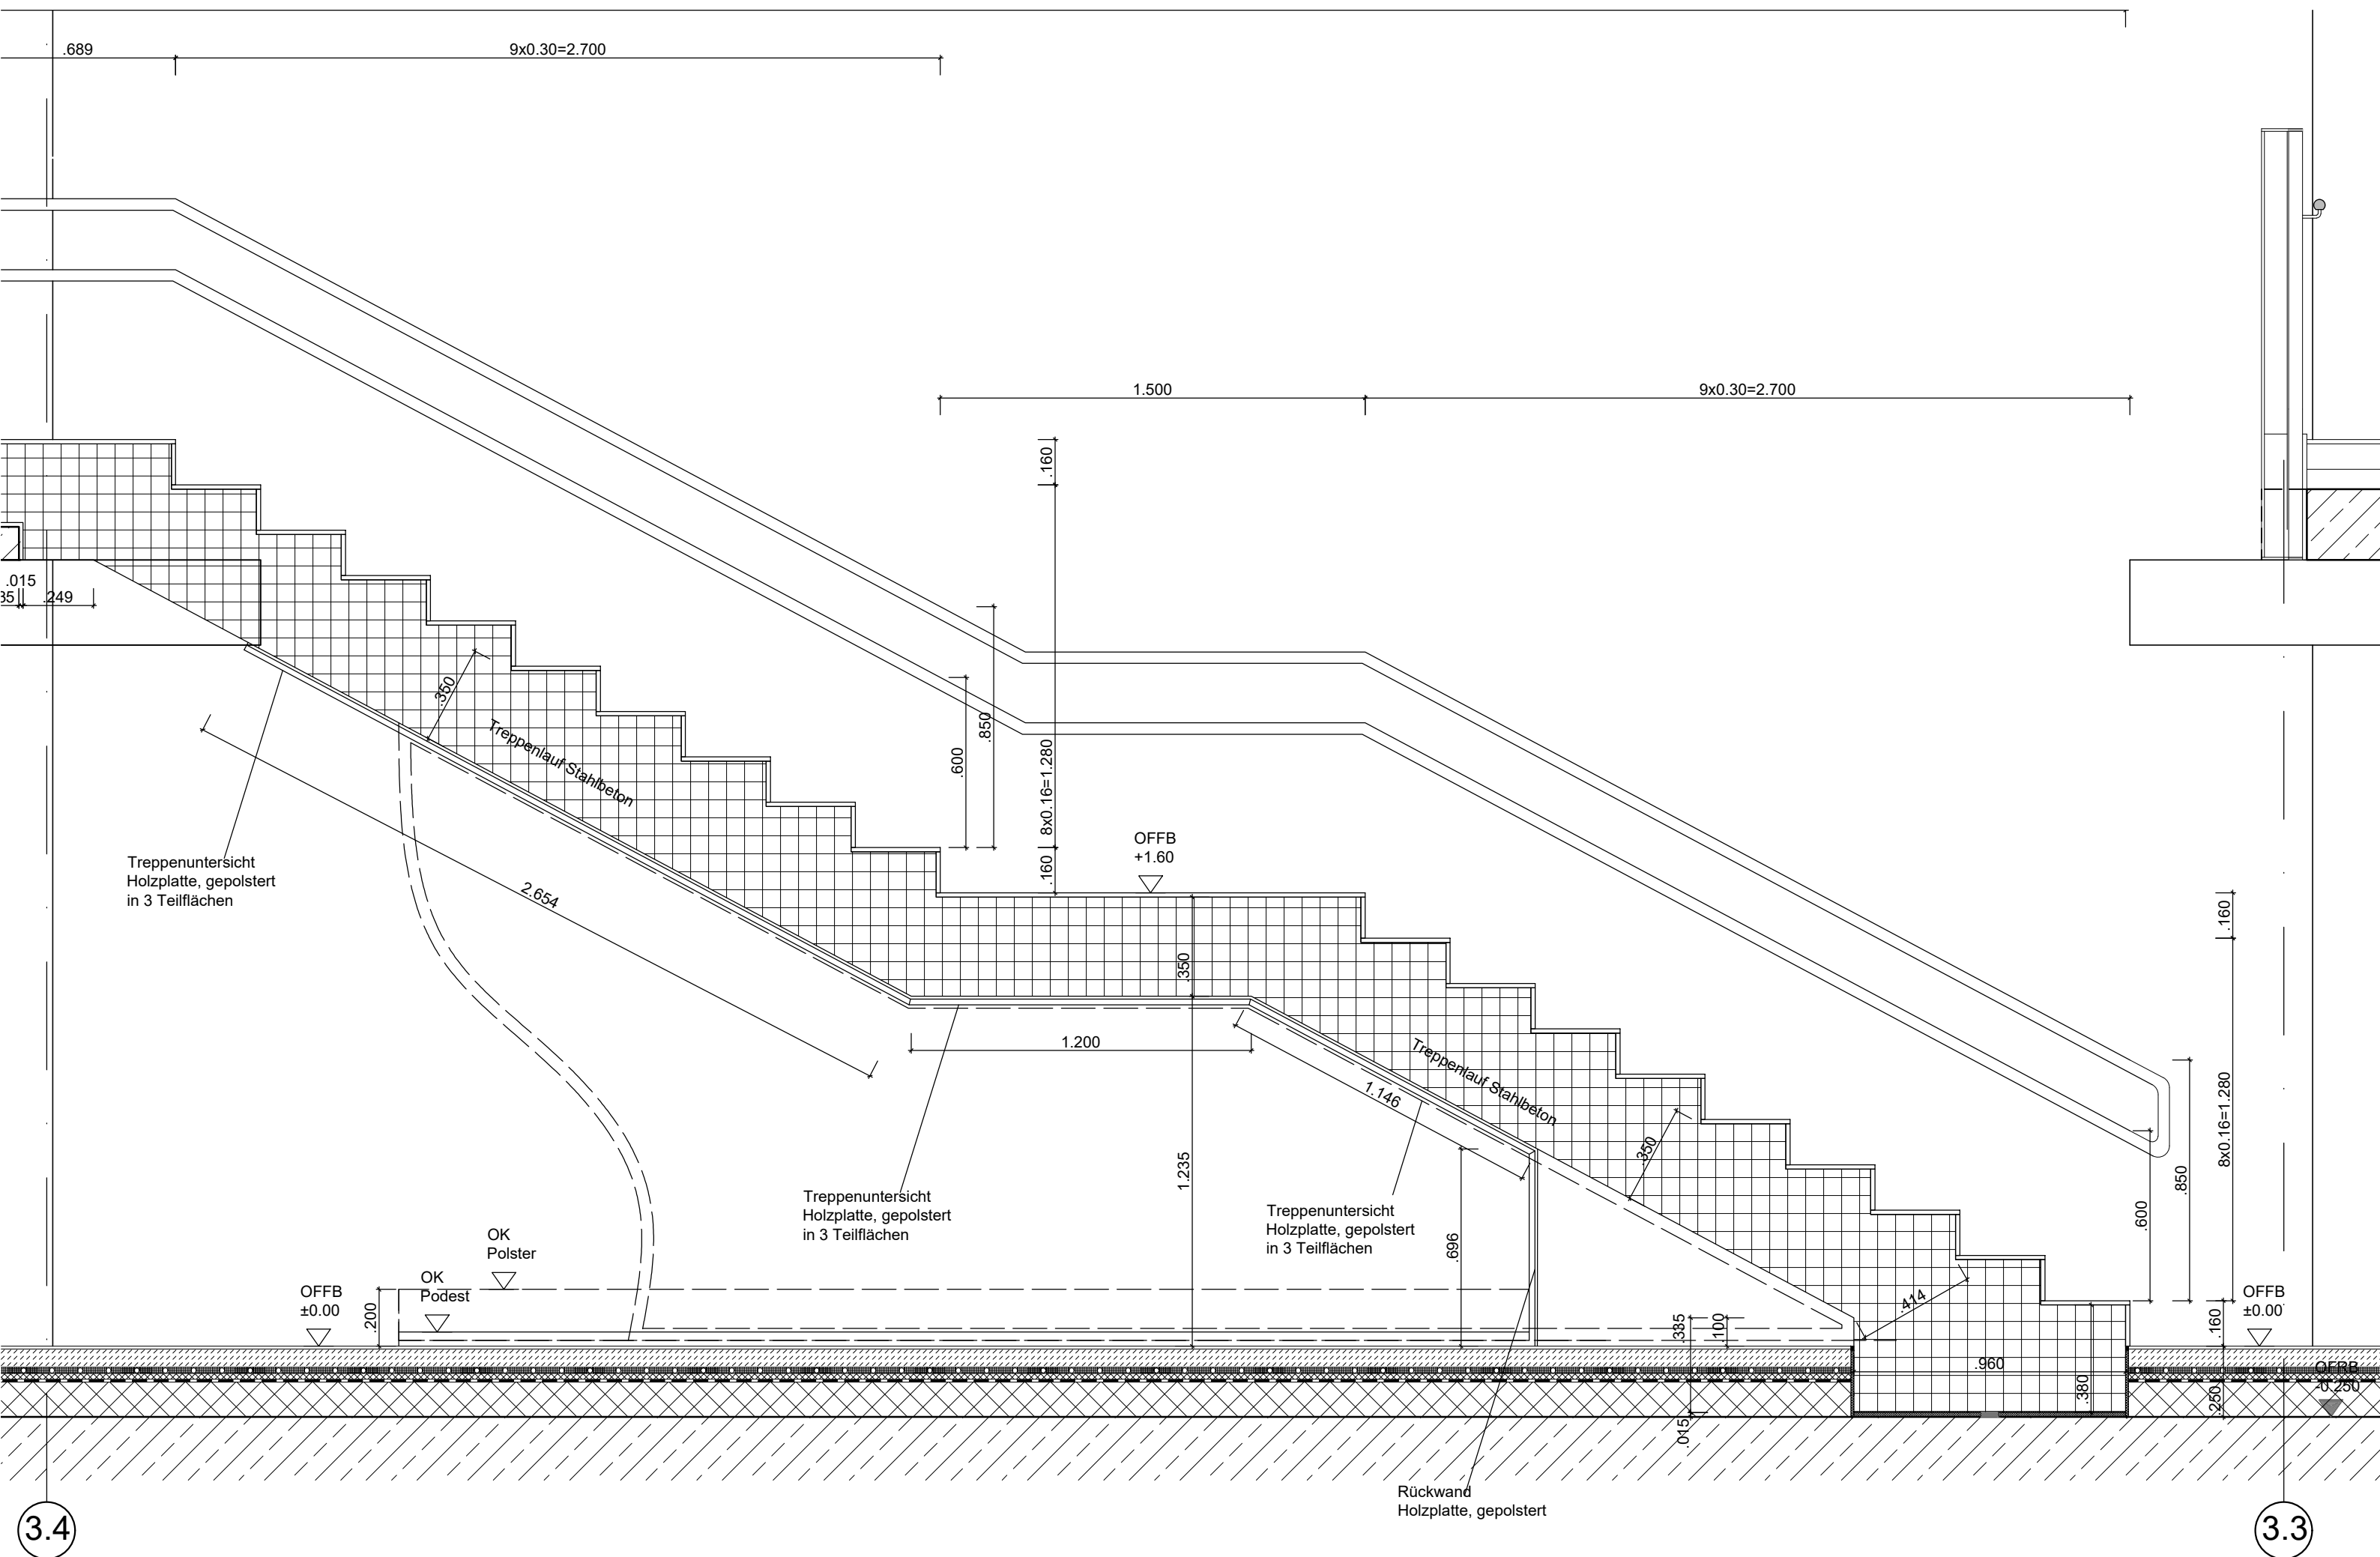 .689
9x0.30=2.700
1.500
9x0.30=2.700
.160
.015
35
.249
.350
Treppenlauf Stahlbeton
.600
.850
8x0.16=1.280
OFFB
+1.60
.160
Treppenuntersicht
Holzplatte, gepolstert
in 3 Teilflächen
2.654
.350
.160
1.200
Treppenlauf Stahlbeton
1.146
.350
8x0.16=1.280
.850
.600
1.235
Treppenuntersicht
Holzplatte, gepolstert
in 3 Teilflächen
Treppenuntersicht
Holzplatte, gepolstert
in 3 Teilflächen
.696
OK
Polster
OK
Podest
OFFB
±0.00
.200
.335
.100
.414
.160
OFFB
±0.00
.960
.380
.250
OFRB
-0.250
.015
Rückwand
Holzplatte, gepolstert
3.4
3.3